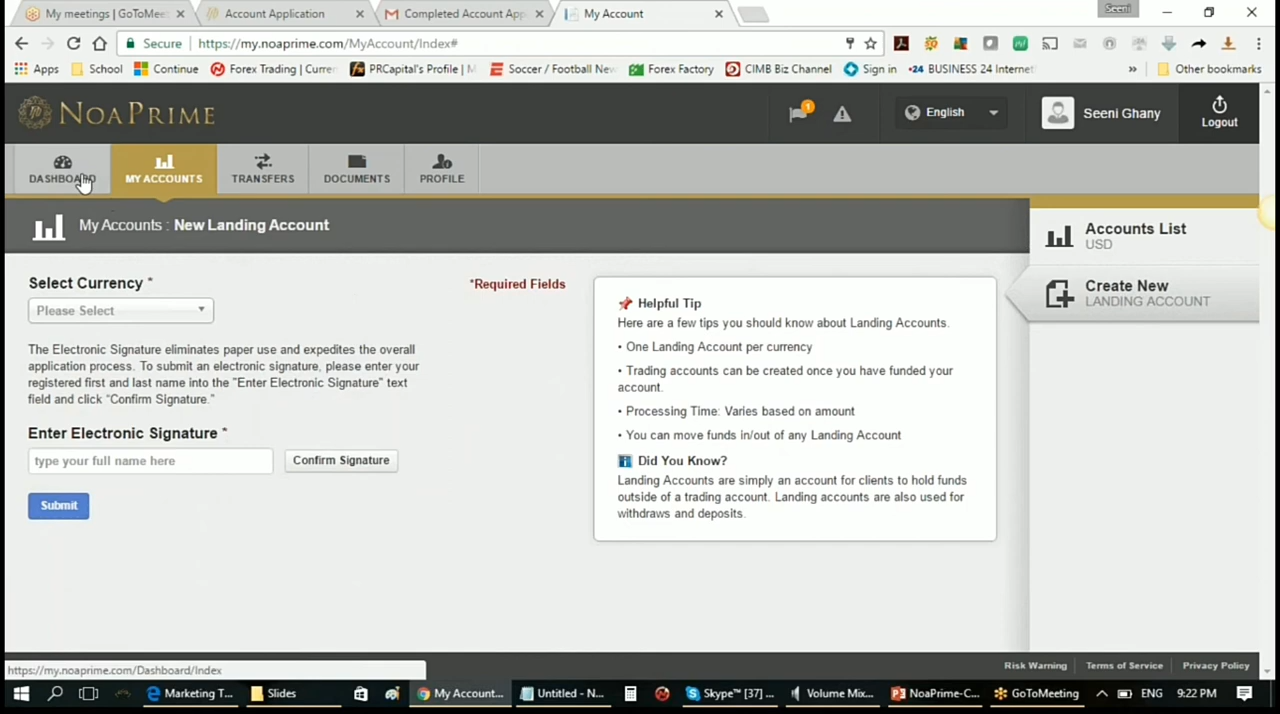 Seeni
My meetings | GoToMee
Account Application
Completed Account App
My Account
Secure
https://my.noaprime.com/MyAccount/Index#
Apps
School
Continue
Forex Trading | Curren
PRCapital's Profile | M
Soccer / Football New
Forex Factory
CIMB Biz Channel
Sign in
+24 BUSINESS 24 Internet
»
Other bookmarks
NOAPRIME
1
English
Seeni Ghany
Logout
DASHBOARD
MY ACCOUNTS
TRANSFERS
DOCUMENTS
PROFILE
My Accounts : New Landing Account
Accounts List
USD
Create New
LANDING ACCOUNT
Select Currency *
*Required Fields
Please Select
The Electronic Signature eliminates paper use and expedites the overall
application process. To submit an electronic signature, please enter your
registered first and last name into the "Enter Electronic Signature" text
field and click "Confirm Signature."
Enter Electronic Signature *
type your full name here
Confirm Signature
Submit
Helpful Tip
Here are a few tips you should know about Landing Accounts.
• One Landing Account per currency
• Trading accounts can be created once you have funded your
account.
• Processing Time: Varies based on amount
• You can move funds in/out of any Landing Account
Did You Know?
Landing Accounts are simply an account for clients to hold funds
outside of a trading account. Landing accounts are also used for
withdraws and deposits.
https://my.noaprime.com/Dashboard/Index
Risk Warning
Terms of Service
Privacy Policy
Marketing T...
Slides
My Account...
Untitled - N...
Skype™ [37] ...
Volume Mix...
NoaPrime-C...
GoToMeeting
ENG
9:22 PM